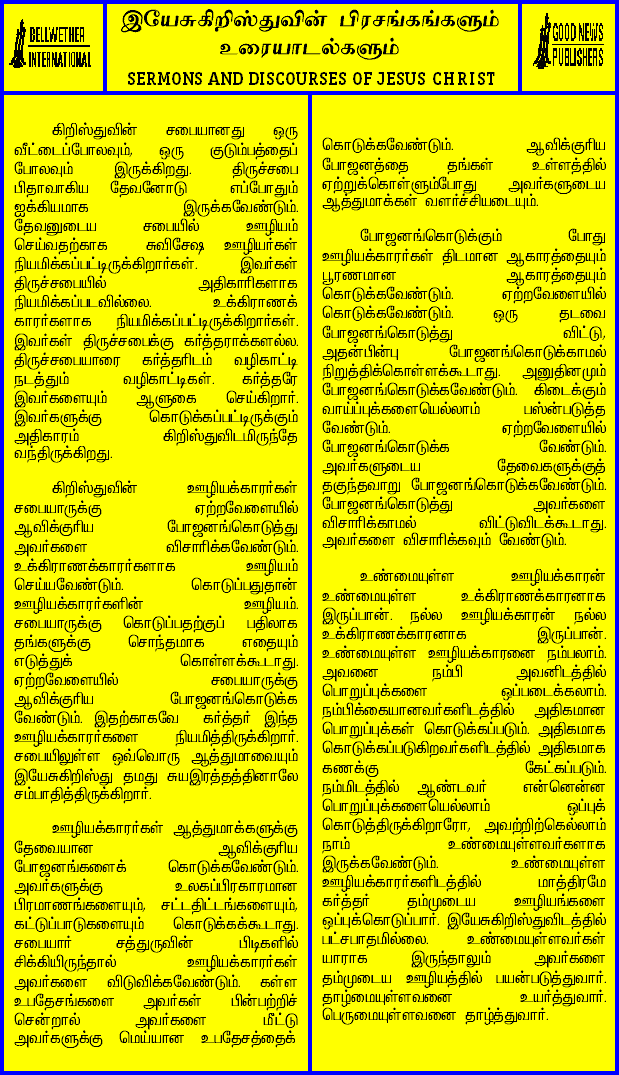 BELLWETHER
INTERNATIONAL
இயேசுகிறிஸ்துவின் பிரசங்கங்களும்
உரையாடல்களும்
SERMONS AND DISCOURSES OF JESUS CHRIST
GOOD NEWS
PUBLISHERS
கிறிஸ்துவின் சபையானது ஒரு
வீட்டைப்போலவும், ஒரு குடும்பத்தைப்
போலவும் இருக்கிறது. திருச்சபை
பிதாவாகிய தேவனோடு எப்போதும்
ஐக்கியமாக இருக்கவேண்டும்.
தேவனுடைய சபையில் ஊழியம்
செய்வதற்காக சுவிசேஷ ஊழியர்கள்
நியமிக்கப்பட்டிருக்கிறார்கள். இவர்கள்
திருச்சபையில் அதிகாரிகளாக
நியமிக்கப்படவில்லை. உக்கிராணக்
காரர்களாக நியமிக்கப்பட்டிருக்கிறார்கள்.
இவர்கள் திருச்சபைக்கு கர்த்தராக்களல்ல.
திருச்சபையாரை கர்த்தரிடம் வழிகாட்டி
நடத்தும் வழிகாட்டிகள். கர்த்தரே
இவர்களையும் ஆளுகை செய்கிறார்.
இவர்களுக்கு கொடுக்கப்பட்டிருக்கும்
அதிகாரம் கிறிஸ்துவிடமிருந்தே
வந்திருக்கிறது.
கிறிஸ்துவின் ஊழியக்காரர்கள்
சபையாருக்கு ஏற்றவேளையில்
ஆவிக்குரிய போஜனங்கொடுத்து
அவர்களை விசாரிக்கவேண்டும்.
உக்கிராணக்காரர்களாக ஊழியம்
செய்யவேண்டும். கொடுப்பதுதான்
ஊழியக்காரர்களின் ஊழியம்.
சபையாருக்கு கொடுப்பதற்குப் பதிலாக
தங்களுக்கு சொந்தமாக எதையும்
எடுத்துக் கொள்ளக்கூடாது.
ஏற்றவேளையில் சபையாருக்கு
ஆவிக்குரிய போஜனங்கொடுக்க
வேண்டும். இதற்காகவே கர்த்தர் இந்த
ஊழியக்காரர்களை நியமித்திருக்கிறார்.
சபையிலுள்ள ஒவ்வொரு ஆத்துமாவையும்
இயேசுகிறிஸ்து தமது சுயஇரத்தத்தினாலே
சம்பாதித்திருக்கிறார்.
ஊழியக்காரர்கள் ஆத்துமாக்களுக்கு
தேவையான ஆவிக்குரிய
போஜனங்களைக் கொடுக்கவேண்டும்.
அவர்களுக்கு உலகப்பிரகாரமான
பிரமாணங்களையும், சட்டதிட்டங்களையும்,
கட்டுப்பாடுகளையும் கொடுக்கக்கூடாது.
சபையார் சத்துருவின் பிடிகளில்
சிக்கியிருந்தால் ஊழியக்காரர்கள்
அவர்களை விடுவிக்கவேண்டும். கள்ள
உபதேசங்களை அவர்கள் பின்பற்றிச்
சென்றால் அவர்களை மீட்டு
அவர்களுக்கு மெய்யான உபதேசத்தைக்
கொடுக்கவேண்டும். ஆவிக்குரிய
போஜனத்தை தங்கள் உள்ளத்தில்
ஏற்றுக்கொள்ளும்போது அவர்களுடைய
ஆத்துமாக்கள் வளர்ச்சியடையும்.
போஜனங்கொடுக்கும் போது
ஊழியக்காரர்கள் திடமான ஆகாரத்தையும்
பூரணமான ஆகாரத்தையும்
கொடுக்கவேண்டும். ஏற்றவேளையில்
கொடுக்கவேண்டும். ஒரு தடவை
போஜனங்கொடுத்து விட்டு,
அதன்பின்பு போஜனங்கொடுக்காமல்
நிறுத்திக்கொள்ளக்கூடாது. அனுதினமும்
போஜனங்கொடுக்கவேண்டும். கிடைக்கும்
வாய்ப்புக்களையெல்லாம் பஸ்ன்படுத்த
வேண்டும். ஏற்றவேளையில்
போஜனங்கொடுக்க வேண்டும்.
அவர்களுடைய தேவைகளுக்குத்
தகுந்தவாறு போஜனங்கொடுக்கவேண்டும்.
போஜனங்கொடுத்து அவர்களை
விசாரிக்காமல் விட்டுவிடக்கூடாது.
அவர்களை விசாரிக்கவும் வேண்டும்.
உண்மையுள்ள ஊழியக்காரன்
உண்மையுள்ள உக்கிராணக்காரனாக
இருப்பான். நல்ல ஊழியக்காரன் நல்ல
உக்கிராணக்காரனாக இருப்பான்.
உண்மையுள்ள ஊழியக்காரனை நம்பலாம்.
அவனை நம்பி அவனிடத்தில்
பொறுப்புக்களை ஒப்படைக்கலாம்.
நம்பிக்கையானவர்களிடத்தில் அதிகமான
பொறுப்புக்கள் கொடுக்கப்படும். அதிகமாக
கொடுக்கப்படுகிறவர்களிடத்தில் அதிகமாக
கணக்கு கேட்கப்படும்.
நம்மிடத்தில் ஆண்டவர் என்னென்ன
பொறுப்புக்களையெல்லாம் ஒப்புக்
கொடுத்திருக்கிறாரோ, அவற்றிற்கெல்லாம்
நாம் உண்மையுள்ளவர்களாக
இருக்கவேண்டும். உண்மையுள்ள
ஊழியக்காரர்களிடத்தில் மாத்திரமே
கர்த்தர் தம்முடைய ஊழியங்களை
ஒப்புக்கொடுப்பார். இயேசுகிறிஸ்துவிடத்தில்
பட்சபாதமில்லை. உண்மையுள்ளவர்கள்
யாராக இருந்தாலும் அவர்களை
தம்முடைய ஊழியத்தில் பயன்படுத்துவார்.
தாழ்மையுள்ளவனை உயர்த்துவார்.
பெருமையுள்ளவனை தாழ்த்துவார்.